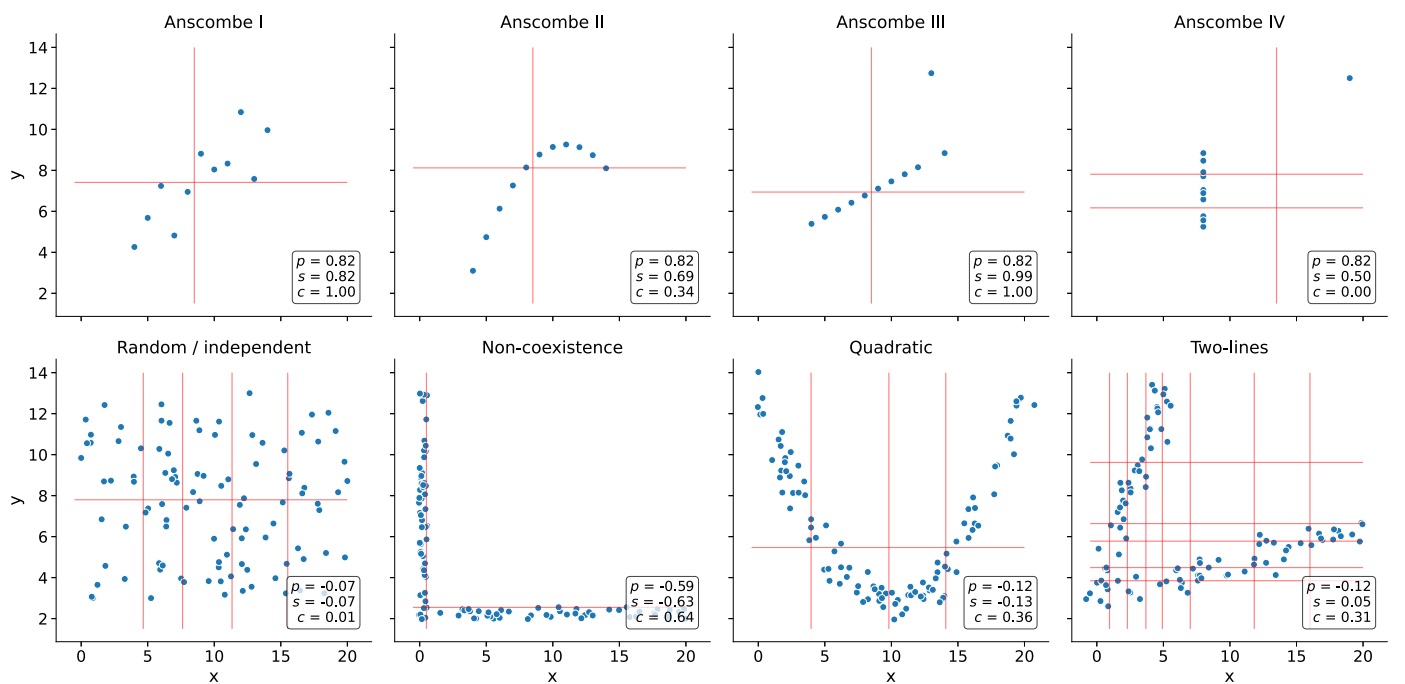 Anscombe I
Anscombe II
Anscombe III
Anscombe IV
y
14
12
10
8
6
4
2
p = 0.82
s = 0.82
c = 1.00
p = 0.82
s = 0.69
c = 0.34
p = 0.82
s = 0.99
c = 1.00
p = 0.82
s = 0.50
c = 0.00
Random / independent
Non-coexistence
Quadratic
Two-lines
y
14
12
10
8
6
4
2
p = -0.07
s = -0.07
c = 0.01
p = -0.59
s = -0.63
c = 0.64
p = -0.12
s = -0.13
c = 0.36
p = -0.12
s = 0.05
c = 0.31
0 5 10 15 20
0 5 10 15 20
0 5 10 15 20
0 5 10 15 20
x
x
x
x